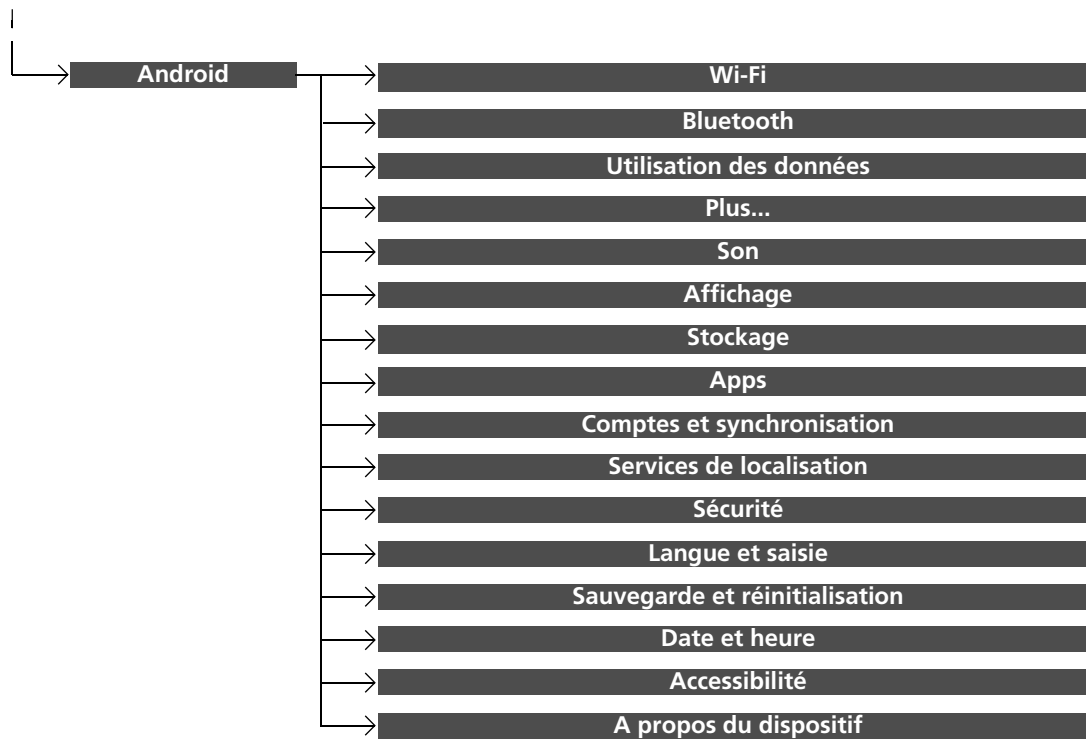 Android
Wi-Fi
Bluetooth
Utilisation des données
Plus...
Son
Affichage
Stockage
Apps
Comptes et synchronisation
Services de localisation
Sécurité
Langue et saisie
Sauvegarde et réinitialisation
Date et heure
Accessibilité
A propos du dispositif